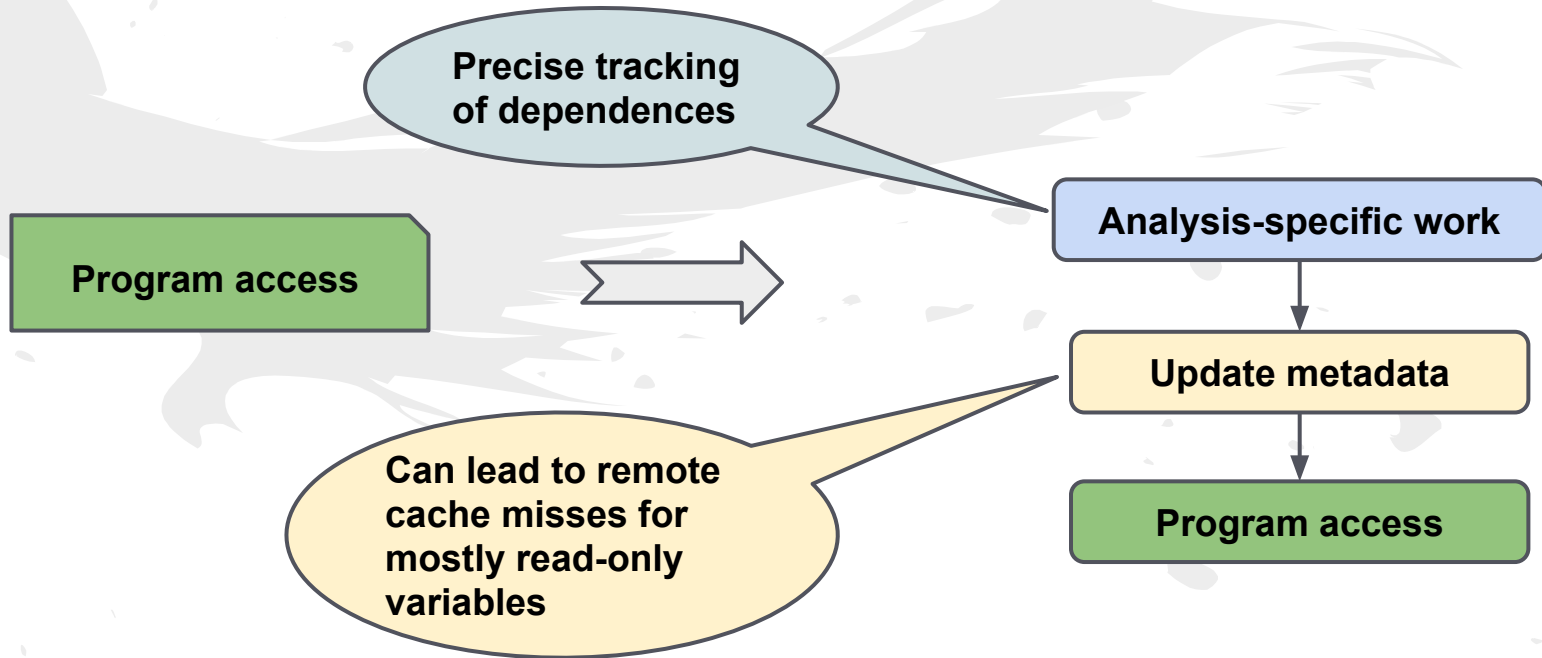 Precise tracking
of dependences
Program access
Analysis-specific work
Update metadata
Can lead to remote
cache misses for
mostly read-only
variables
Program access